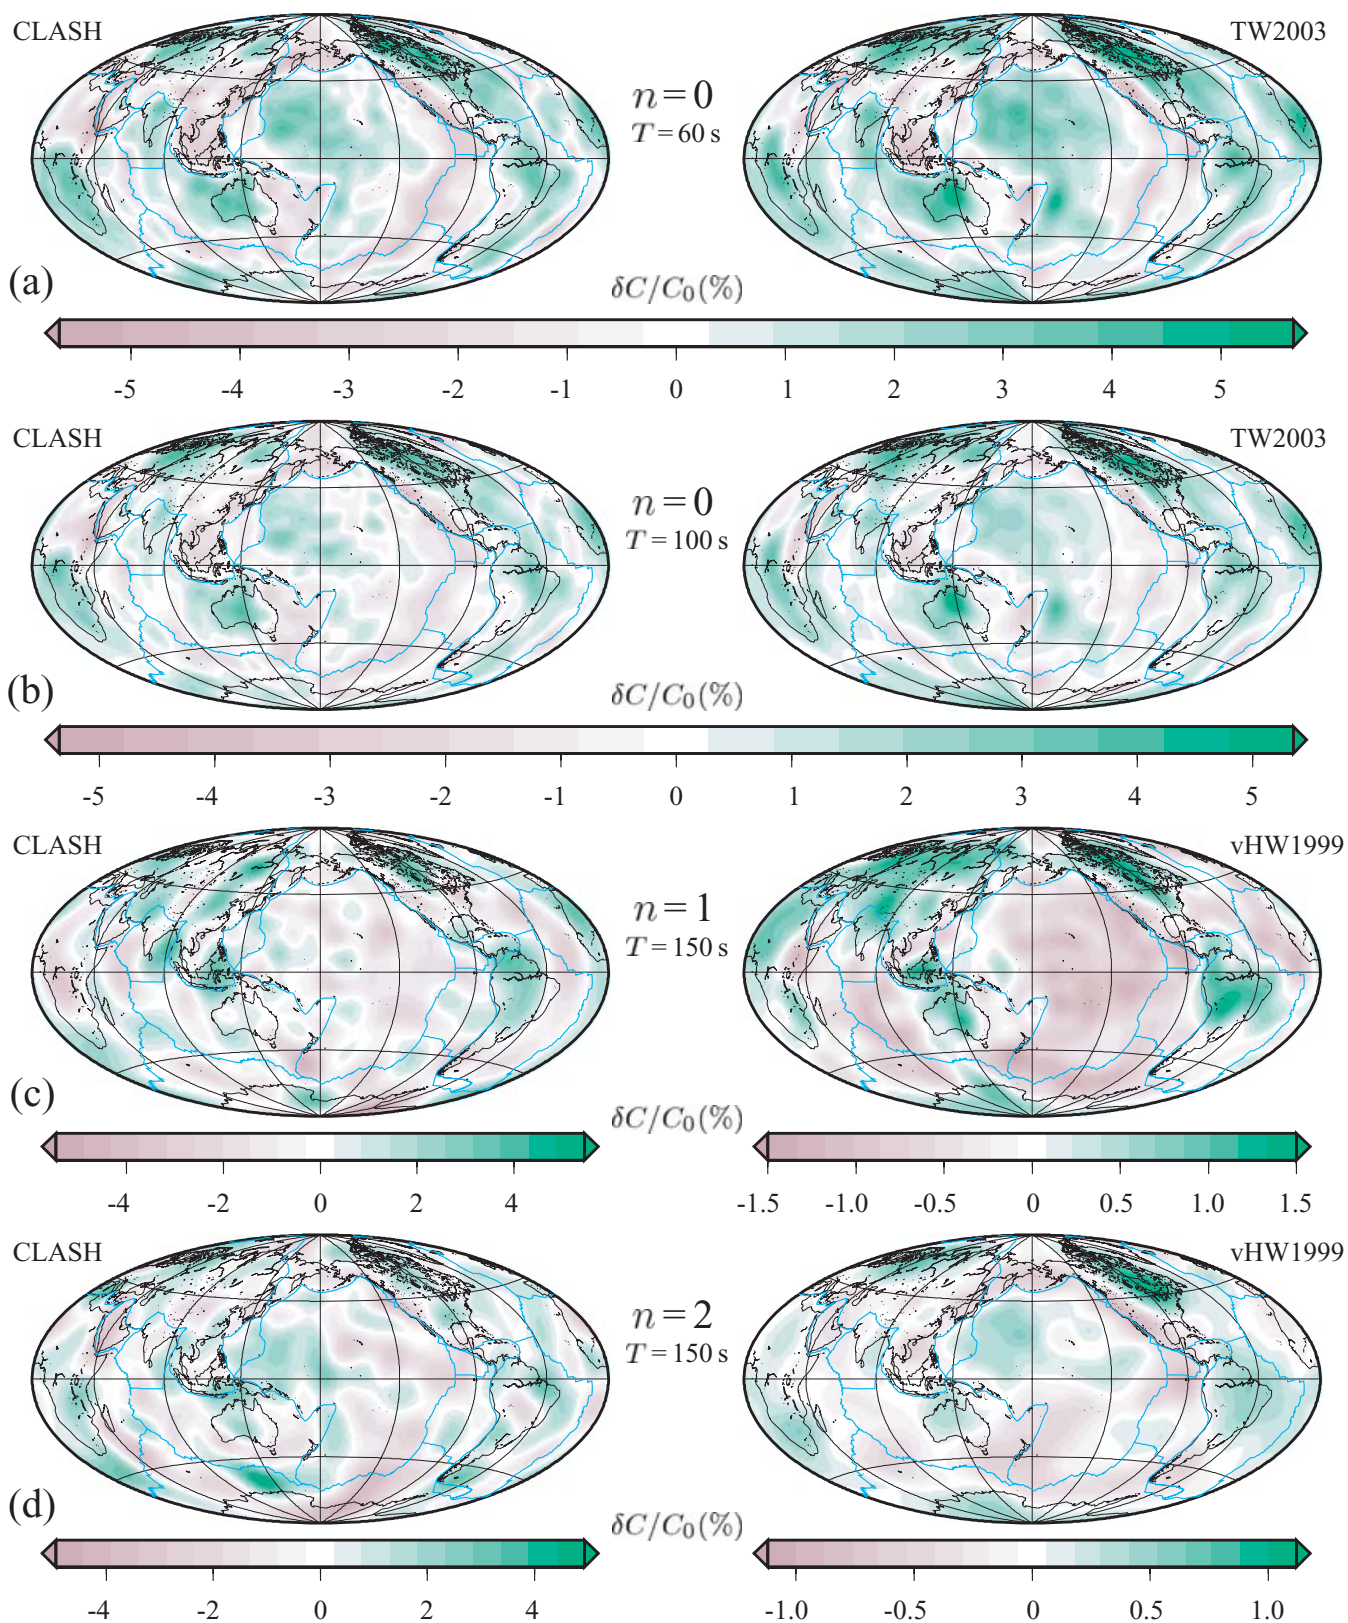 CLASH
TW2003
n = 0
T = 60 s
(a)
δC/C₀(%)
-5 -4 -3 -2 -1 0 1 2 3 4 5
CLASH
TW2003
n = 0
T = 100 s
(b)
δC/C₀(%)
-5 -4 -3 -2 -1 0 1 2 3 4 5
CLASH
vHW1999
n = 1
T = 150 s
(c)
δC/C₀(%)
-4 -2 0 2 4
-1.5 -1.0 -0.5 0 0.5 1.0 1.5
CLASH
vHW1999
n = 2
T = 150 s
(d)
δC/C₀(%)
-4 -2 0 2 4
-1.0 -0.5 0 0.5 1.0